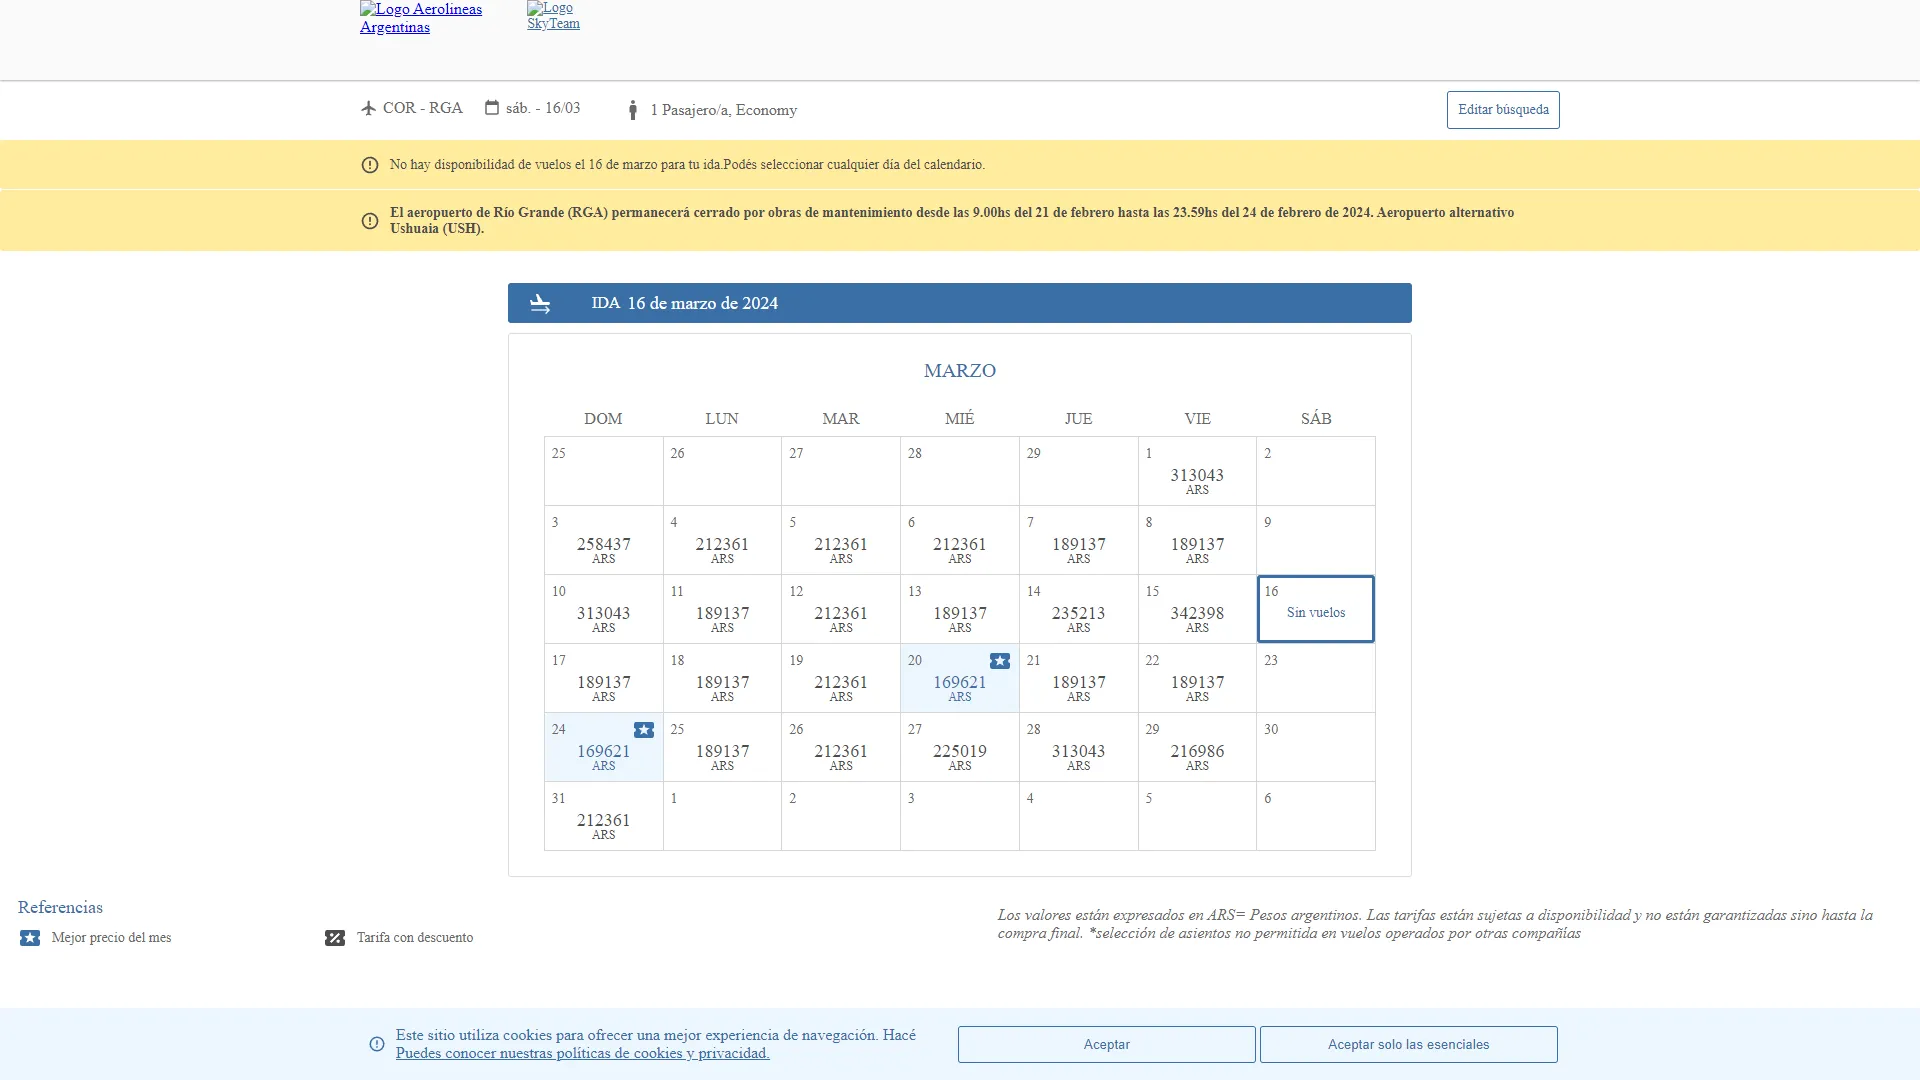 Logo Aerolineas
Argentinas
Logo
SkyTeam
COR - RGA
sáb. - 16/03
1 Pasajero/a, Economy
Editar búsqueda
No hay disponibilidad de vuelos el 16 de marzo para tu ida.Podés seleccionar cualquier día del calendario.
El aeropuerto de Río Grande (RGA) permanecerá cerrado por obras de mantenimiento desde las 9.00hs del 21 de febrero hasta las 23.59hs del 24 de febrero de 2024. Aeropuerto alternativo
Ushuaia (USH).
IDA 16 de marzo de 2024
MARZO
DOM LUN MAR MIÉ JUE VIE SÁB
25 26 27 28 29 1 2
313043
ARS
3 4 5 6 7 8 9
258437 212361 212361 212361 189137 189137
ARS ARS ARS ARS ARS ARS
10 11 12 13 14 15 16
313043 189137 212361 189137 235213 342398 Sin vuelos
ARS ARS ARS ARS ARS ARS
17 18 19 20 21 22 23
189137 189137 212361 169621 189137 189137
ARS ARS ARS ARS ARS ARS
24 25 26 27 28 29 30
169621 189137 212361 225019 313043 216986
ARS ARS ARS ARS ARS ARS
31 1 2 3 4 5 6
212361
ARS
Referencias
Mejor precio del mes
Tarifa con descuento
Los valores están expresados en ARS= Pesos argentinos. Las tarifas están sujetas a disponibilidad y no están garantizadas sino hasta la
compra final. *selección de asientos no permitida en vuelos operados por otras compañías
Este sitio utiliza cookies para ofrecer una mejor experiencia de navegación. Hacé
Puedes conocer nuestras políticas de cookies y privacidad.
Aceptar
Aceptar solo las esenciales